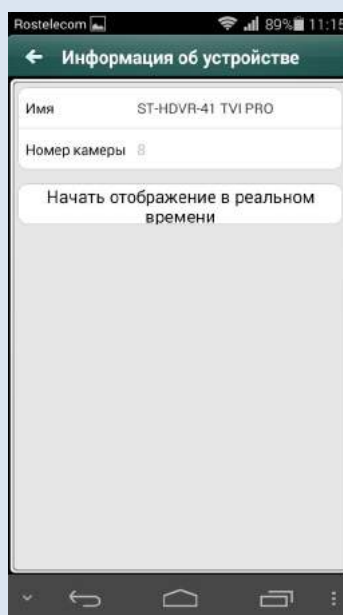 Rostelecom 89% 11:15
Информация об устройстве
Имя ST-HDVR-41 TVI PRO
Номер камеры 8
Начать отображение в реальном
времени